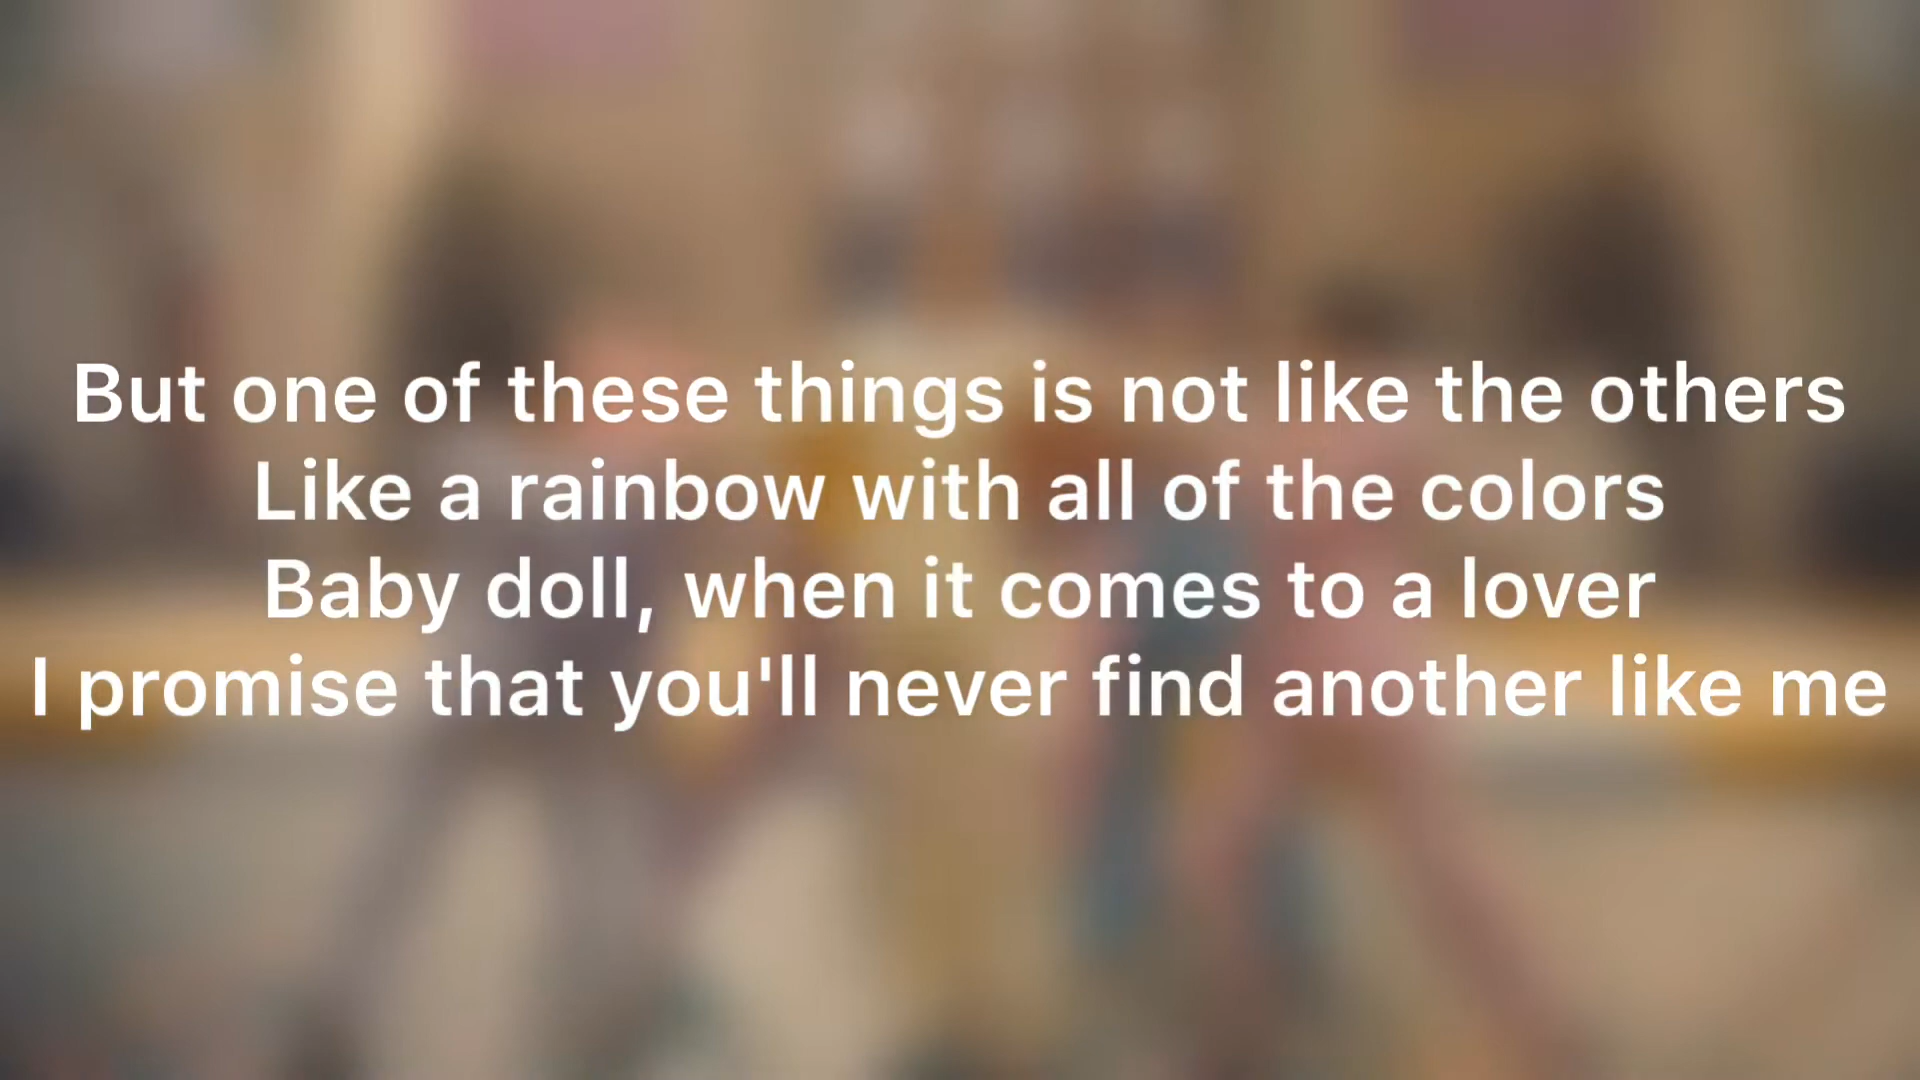 But one of these things is not like the others
Like a rainbow with all of the colors
Baby doll, when it comes to a lover
I promise that you'll never find another like me